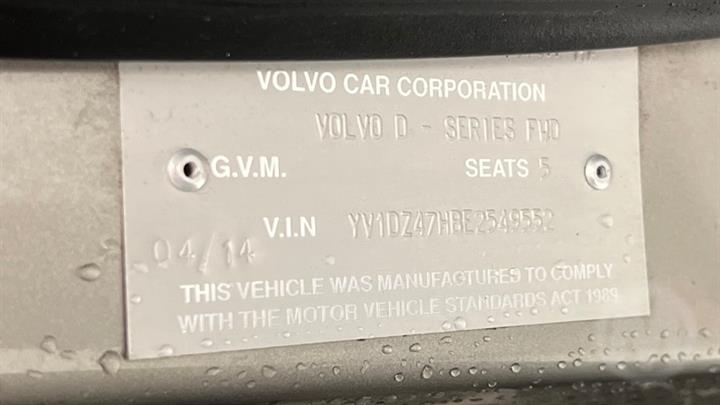 VOLVO CAR CORPORATION
VOLVO D - SERIES FWD
G.V.M. SEATS 5
V.I.N YV1DZ47HBE2549552
04/14
THIS VEHICLE WAS MANUFACTURED TO COMPLY
WITH THE MOTOR VEHICLE STANDARDS ACT 1989